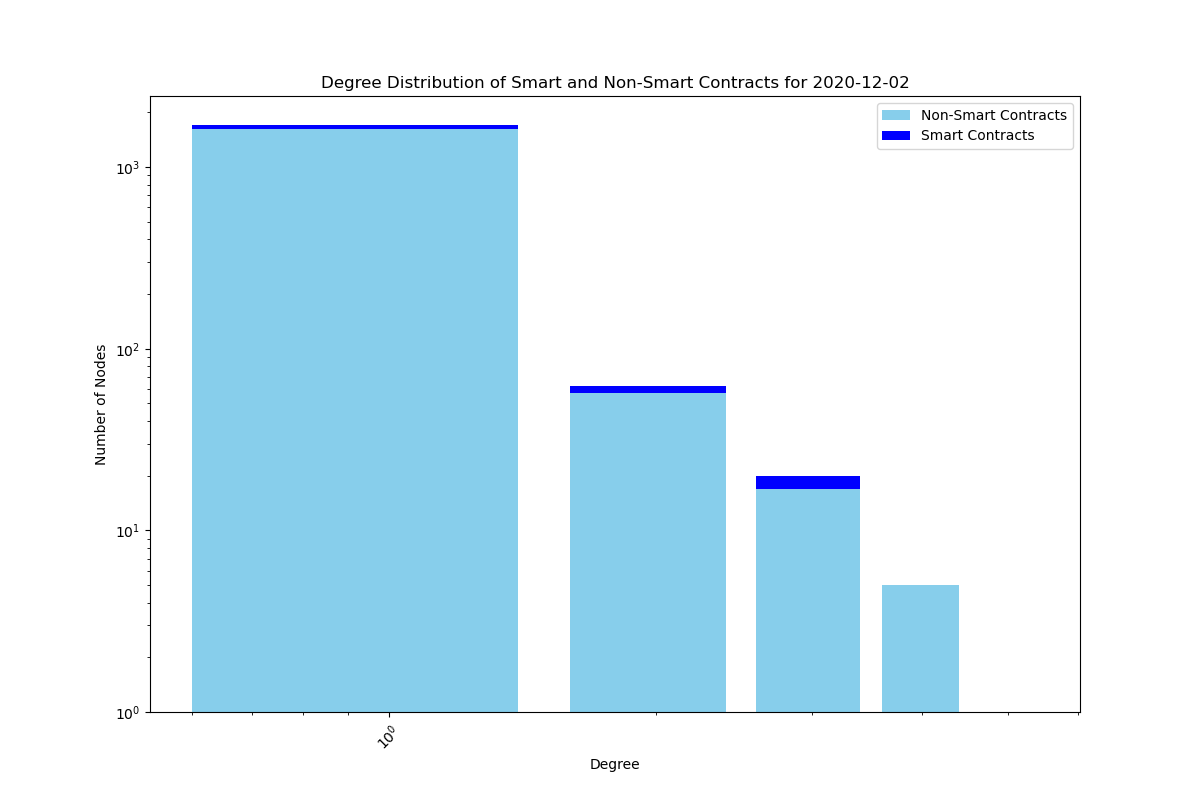 Degree Distribution of Smart and Non-Smart Contracts for 2020-12-02
Non-Smart Contracts
Smart Contracts
Number of Nodes
10³
10²
10¹
10⁰
10⁰
Degree